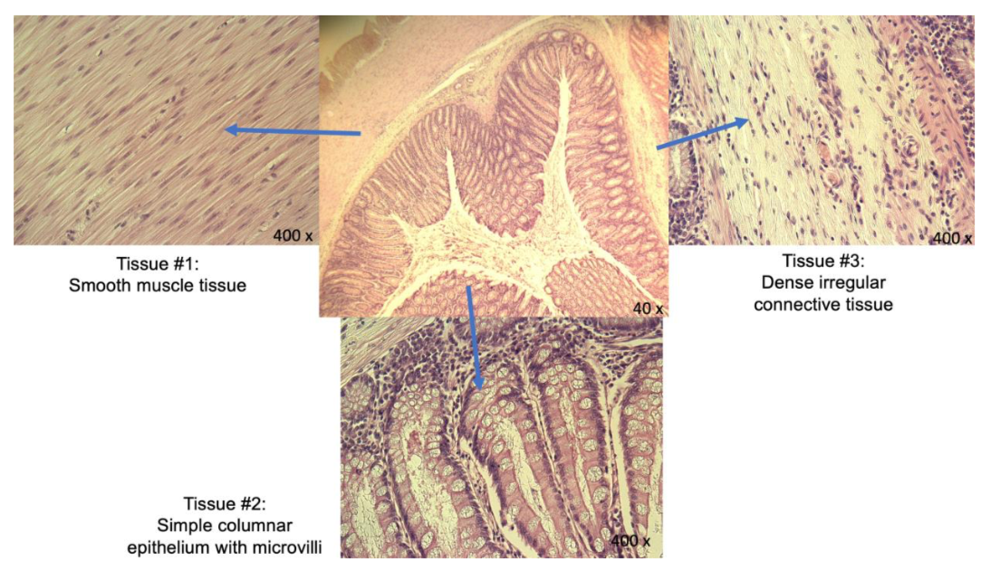 400 x
40 x
400 x
Tissue #1:
Smooth muscle tissue
Tissue #3:
Dense irregular
connective tissue
400 x
Tissue #2:
Simple columnar
epithelium with microvilli